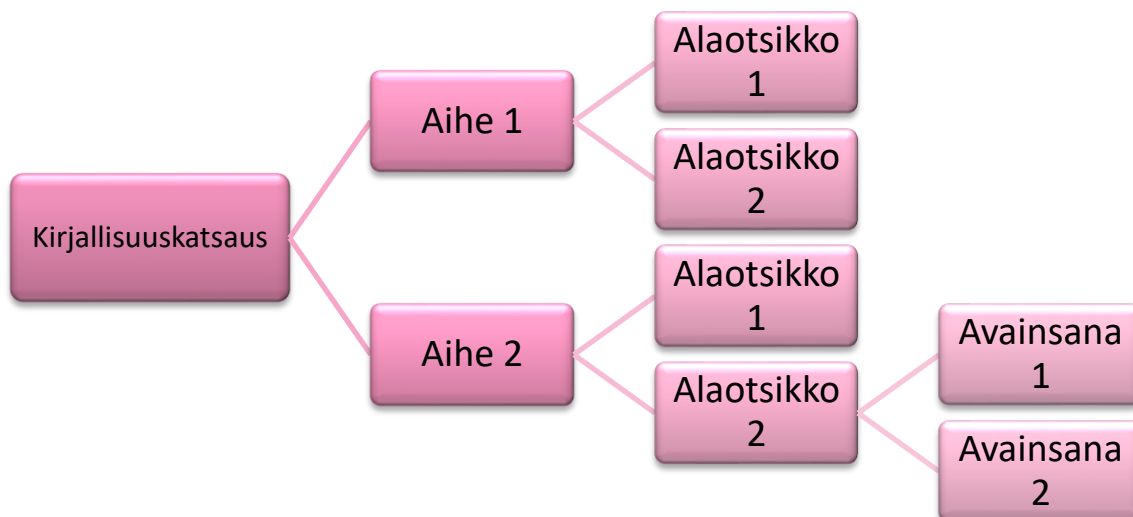 Kirjallisuuskatsaus
Aihe 1
Alaotsikko
1
Alaotsikko
2
Aihe 2
Alaotsikko
1
Alaotsikko
2
Avainsana
1
Avainsana
2